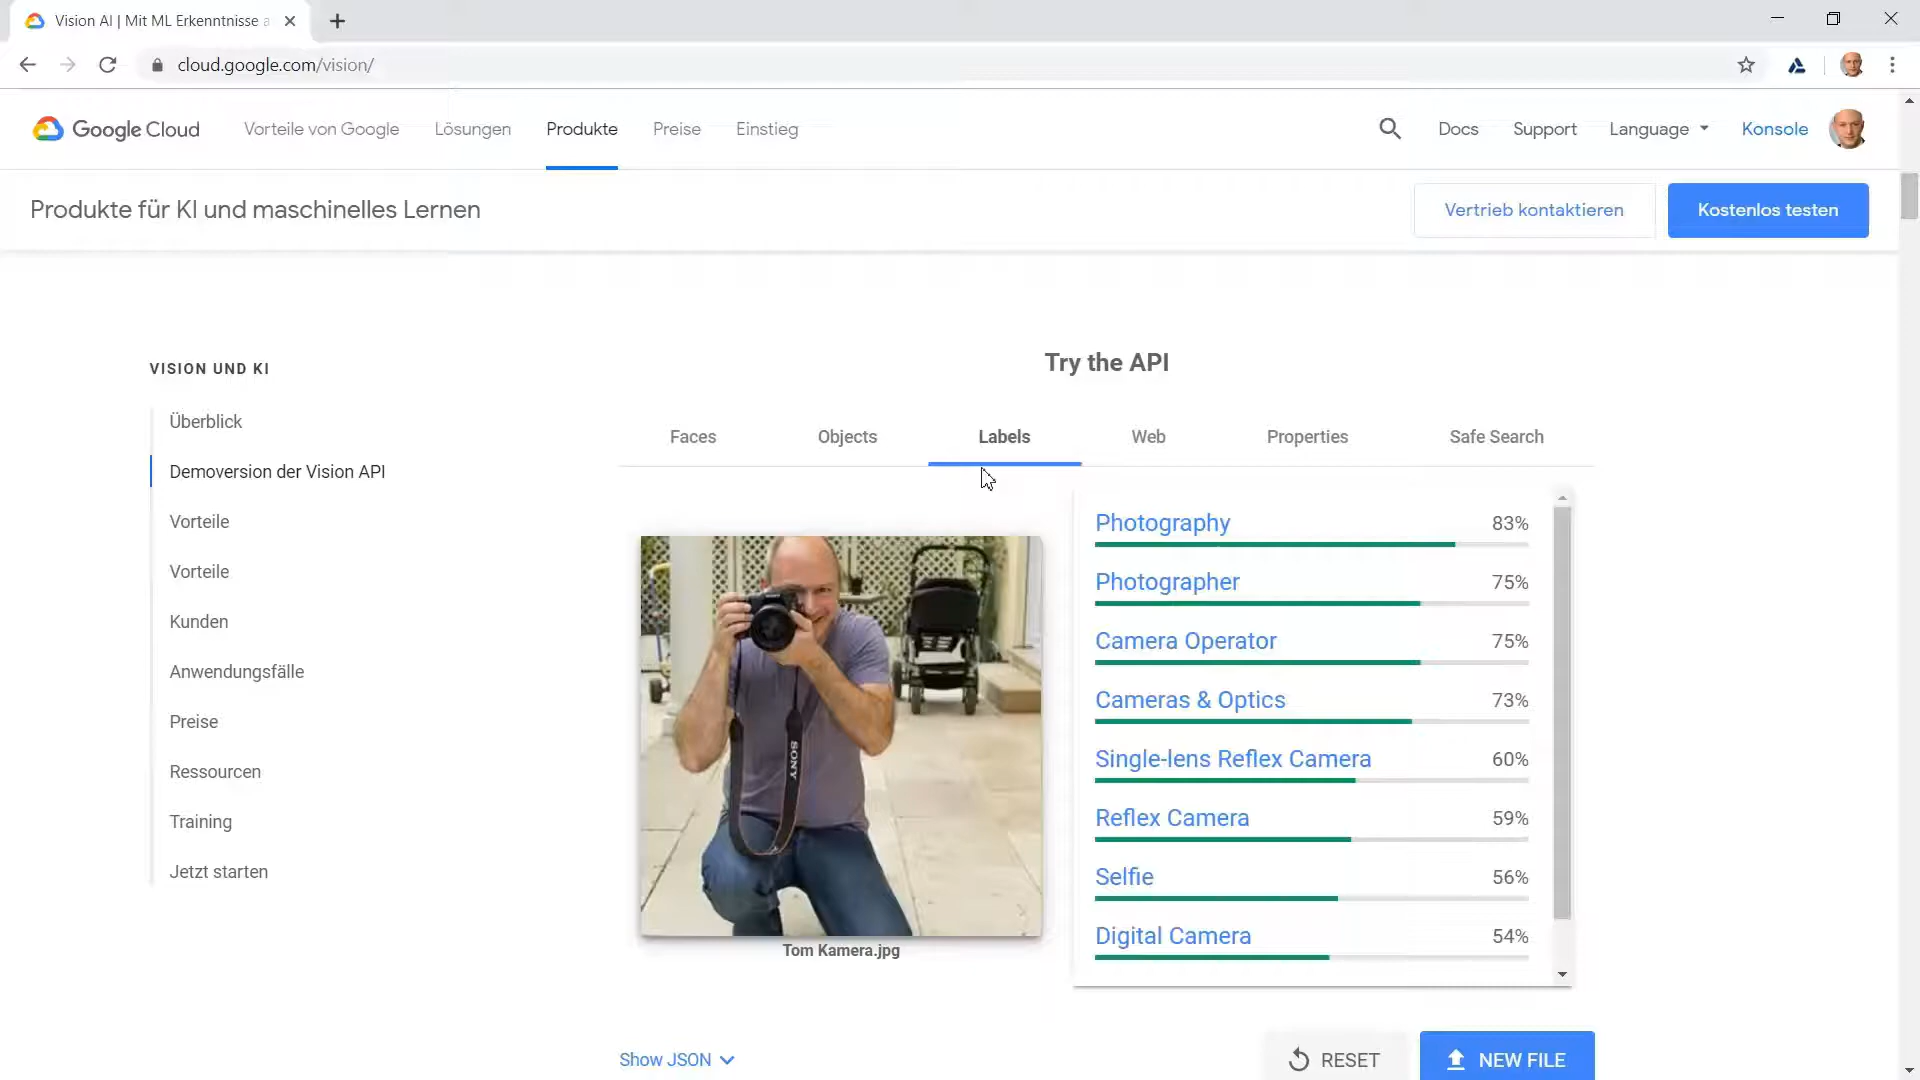 Vision AI | Mit ML Erkenntnisse a
cloud.google.com/vision/
Google Cloud
Vorteile von Google
Lösungen
Produkte
Preise
Einstieg
Docs
Support
Language
Konsole
Produkte für KI und maschinelles Lernen
Vertrieb kontaktieren
Kostenlos testen
VISION UND KI
Überblick
Demoversion der Vision API
Vorteile
Vorteile
Kunden
Anwendungsfälle
Preise
Ressourcen
Training
Jetzt starten
Try the API
Faces
Objects
Labels
Web
Properties
Safe Search
SONY
Tom Kamera.jpg
Photography 83%
Photographer 75%
Camera Operator 75%
Cameras & Optics 73%
Single-lens Reflex Camera 60%
Reflex Camera 59%
Selfie 56%
Digital Camera 54%
Show JSON
RESET
NEW FILE